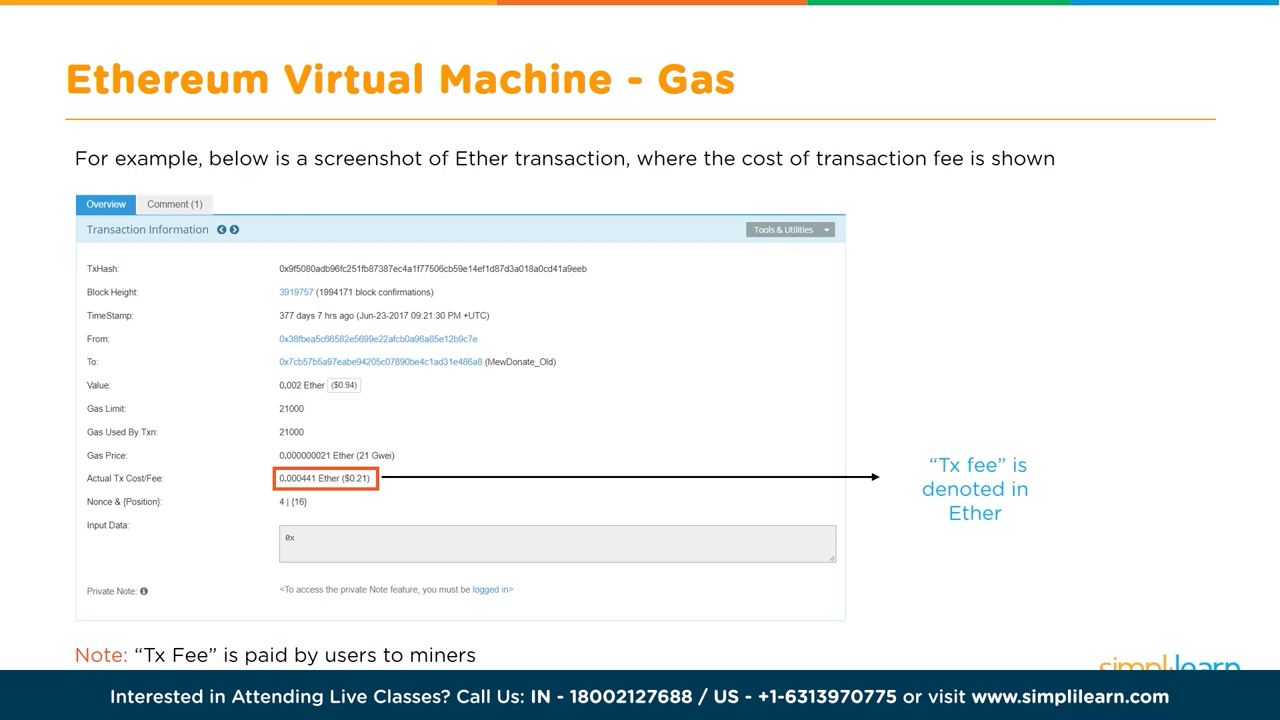 Ethereum Virtual Machine - Gas
For example, below is a screenshot of Ether transaction, where the cost of transaction fee is shown
Overview Comment (1)
Transaction Information Tools & Utilities
TxHash: 0x9f5080adb96fc251fb87387ec4a1f77506cb59e14ef1d87d3a018a0cd41a9eeb
Block Height: 3919757 (1994171 block confirmations)
TimeStamp: 377 days 7 hrs ago (Jun-23-2017 09:21:30 PM +UTC)
From: 0x38fbea5c66582e5699e22afcb0a96a85e12b9c7e
To: 0x7cb57b5a97eabe94205c07890be4c1ad31e486a8 (MewDonate_Old)
Value: 0.002 Ether ($0.94)
Gas Limit: 21000
Gas Used By Txn: 21000
Gas Price: 0.000000021 Ether (21 Gwei)
Actual Tx Cost/Fee: 0.000441 Ether ($0.21)
“Tx fee” is
denoted in
Ether
Nonce & {Position}: 4 | {16}
Input Data: 0x
Private Note: <To access the private Note feature, you must be logged in>
Note: “Tx Fee” is paid by users to miners
simplilearn
Interested in Attending Live Classes? Call Us: IN - 18002127688 / US - +1-6313970775 or visit www.simplilearn.com